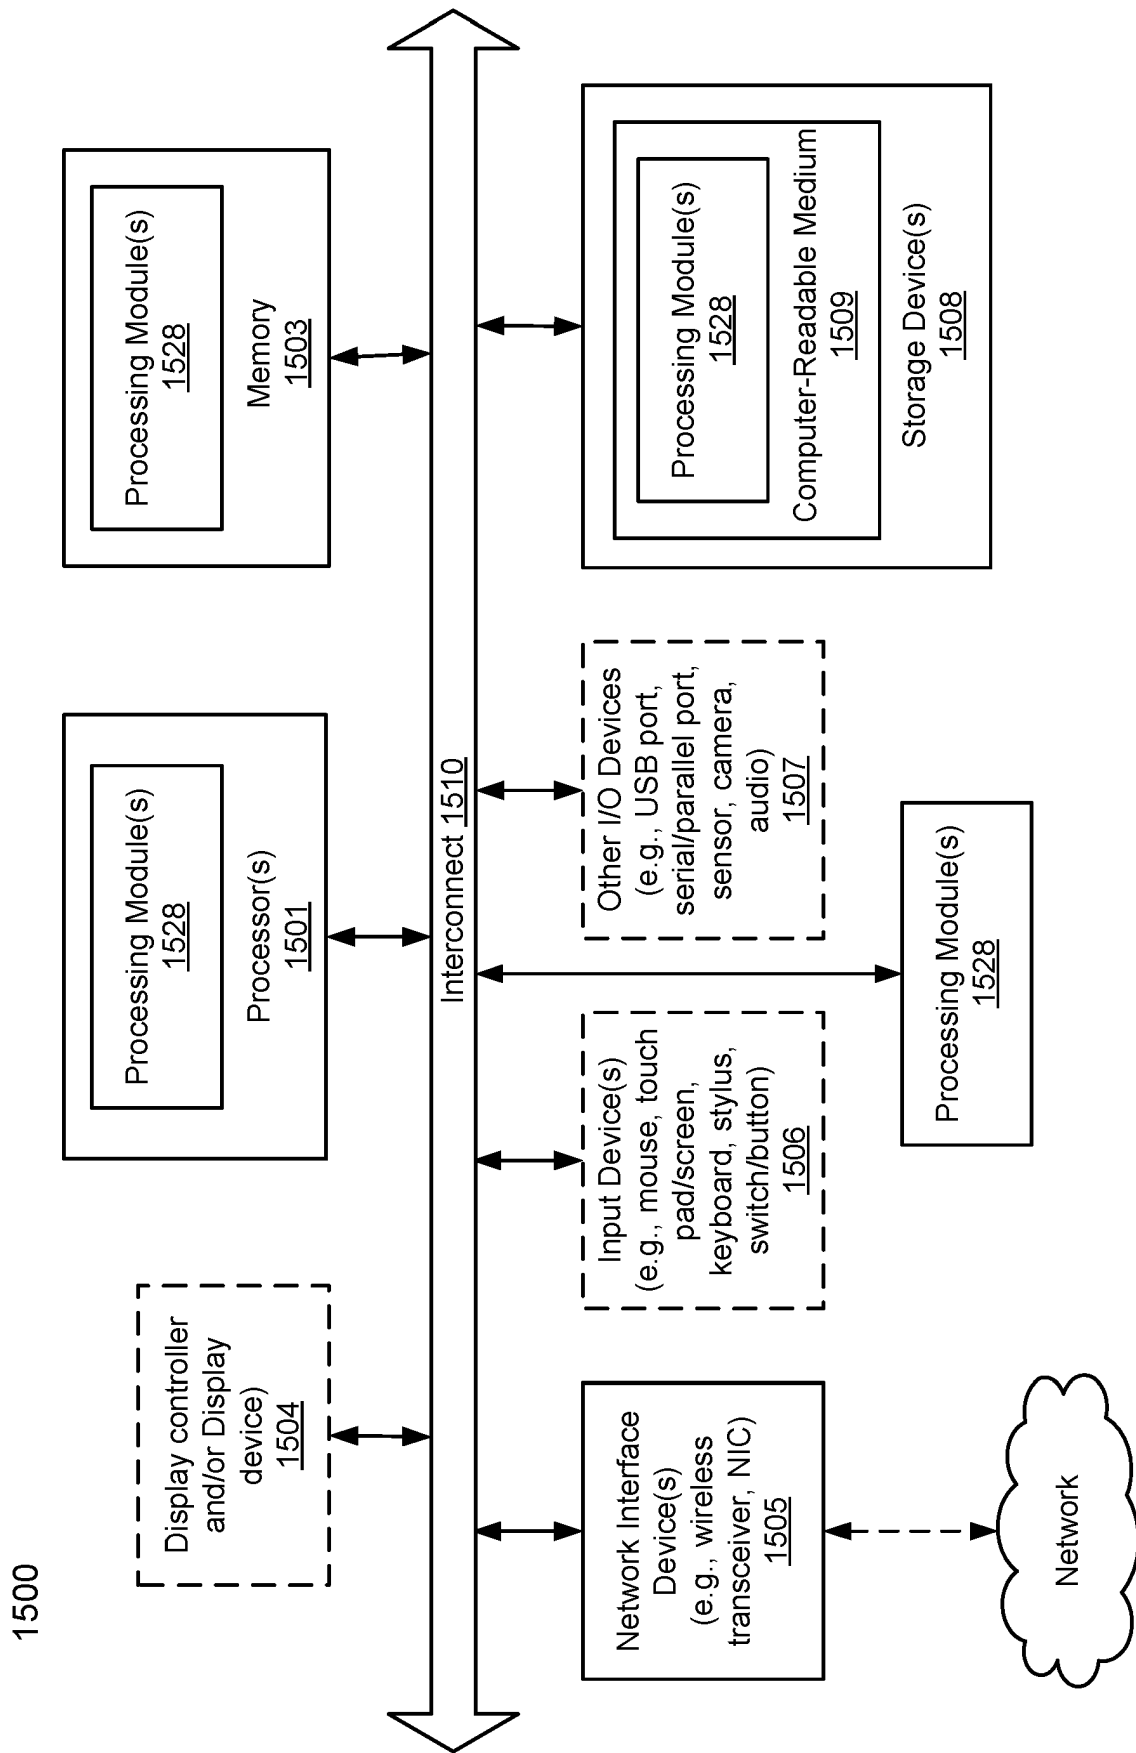 1500
Display controller
and/or Display
device)
1504
Processing Module(s)
1528
Processor(s)
1501
Processing Module(s)
1528
Memory
1503
Interconnect 1510
Network Interface
Device(s)
(e.g., wireless
transceiver, NIC)
1505
Input Device(s)
(e.g., mouse, touch
pad/screen,
keyboard, stylus,
switch/button)
1506
Other I/O Devices
(e.g., USB port,
serial/parallel port,
sensor, camera,
audio)
1507
Processing Module(s)
1528
Computer-Readable Medium
1509
Storage Device(s)
1508
Processing Module(s)
1528
Network